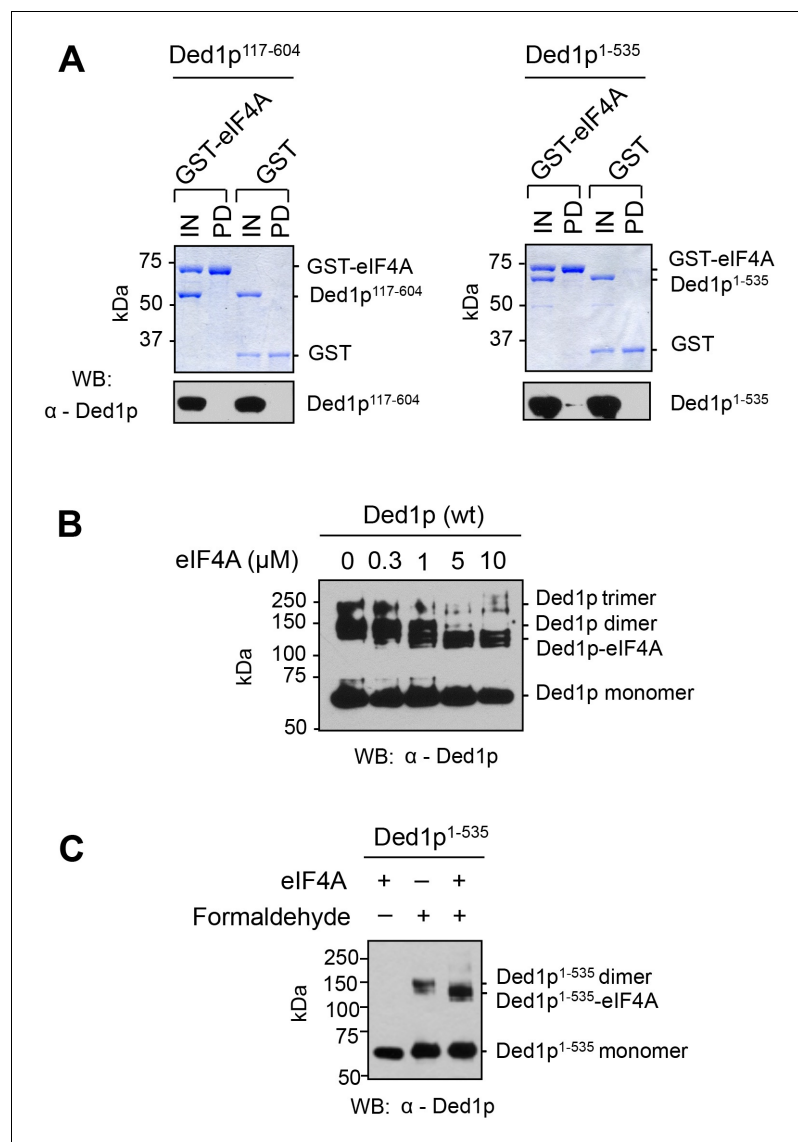 A
Ded1p117-604
GST-eIF4A
GST
IN
PD
IN
PD
75
50
37
kDa
GST-eIF4A
Ded1p117-604
GST
WB:
α - Ded1p
Ded1p117-604
Ded1p1-535
GST-eIF4A
GST
IN
PD
IN
PD
75
50
37
kDa
GST-eIF4A
Ded1p1-535
GST
Ded1p1-535
B
Ded1p (wt)
eIF4A (µM) 0 0.3 1 5 10
250
150
100
75
50
kDa
Ded1p trimer
Ded1p dimer
Ded1p-eIF4A
Ded1p monomer
WB: α - Ded1p
C
Ded1p1-535
eIF4A + – +
Formaldehyde – + +
250
150
100
75
50
kDa
Ded1p1-535 dimer
Ded1p1-535-eIF4A
Ded1p1-535 monomer
WB: α - Ded1p